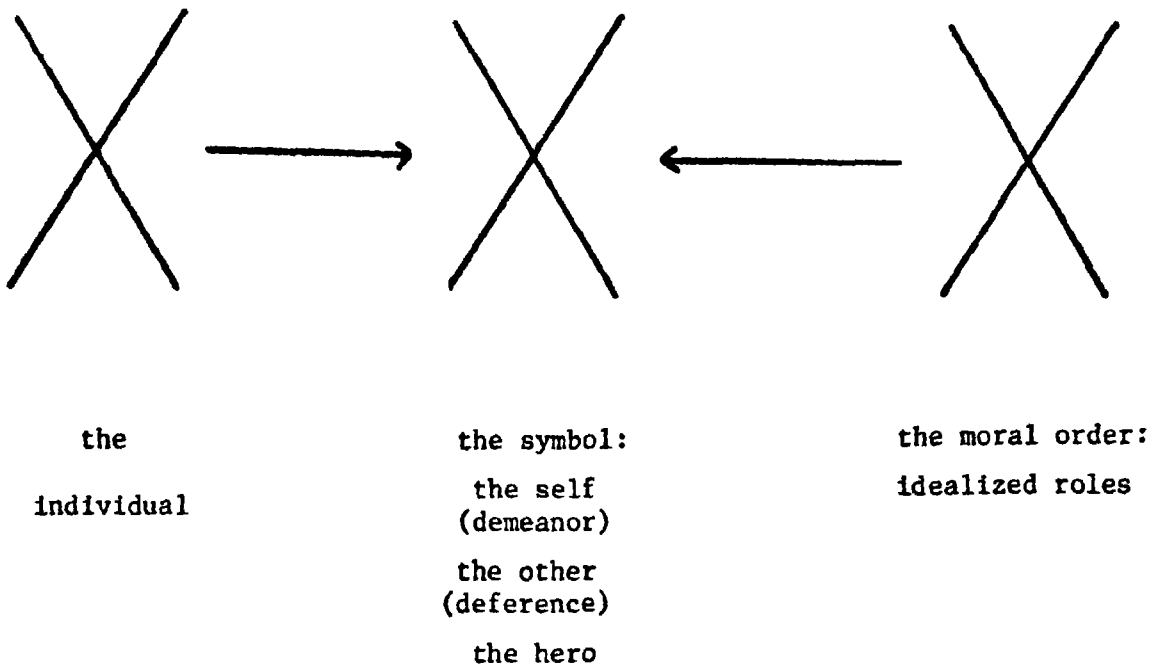 the
individual
the symbol:
the self
(demeanor)
the other
(deference)
the hero
the moral order:
idealized roles